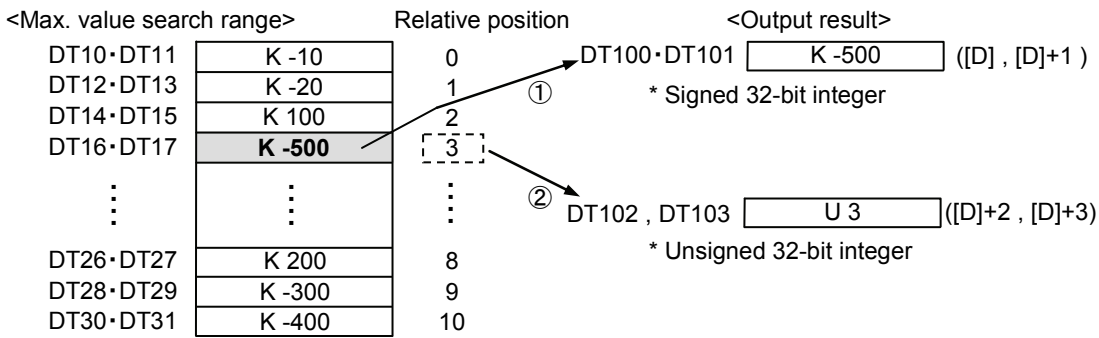 <Max. value search range> Relative position <Output result>
DT10・DT11 K -10 0 DT100・DT101 K -500 ([D] , [D]+1 )
DT12・DT13 K -20 1 ① * Signed 32-bit integer
DT14・DT15 K 100 2
DT16・DT17 K -500 3
② DT102 , DT103 U 3 ([D]+2 , [D]+3)
* Unsigned 32-bit integer
DT26・DT27 K 200 8
DT28・DT29 K -300 9
DT30・DT31 K -400 10